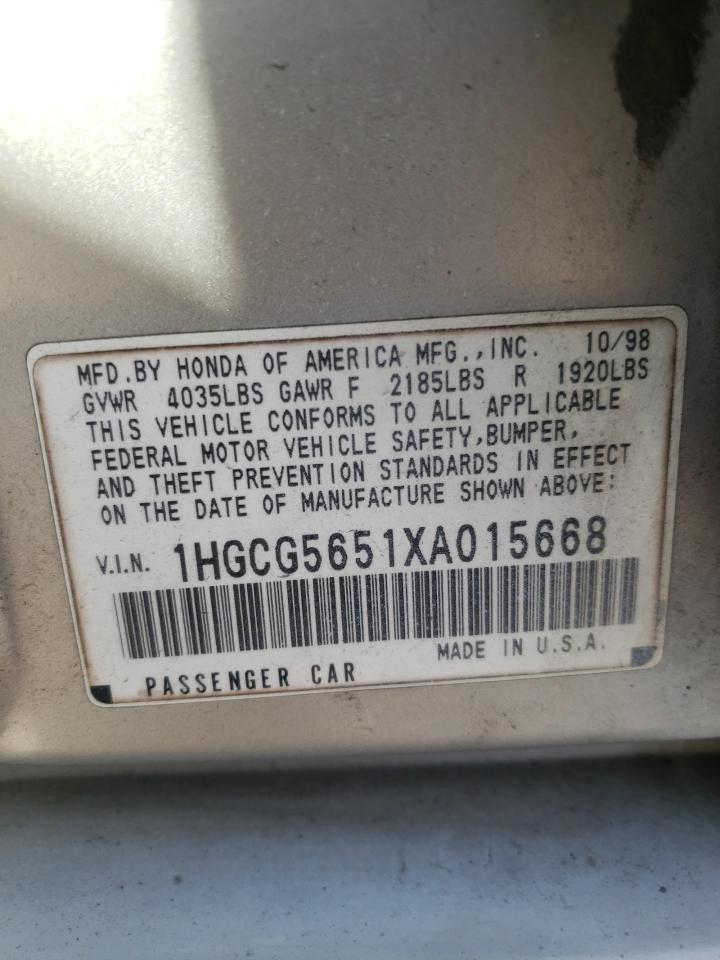 MFD.BY HONDA OF AMERICA MFG.,INC. 10/98
GVWR 4035LBS GAWR F 2185LBS R 1920LBS
THIS VEHICLE CONFORMS TO ALL APPLICABLE
FEDERAL MOTOR VEHICLE SAFETY,BUMPER,
AND THEFT PREVENTION STANDARDS IN EFFECT
ON THE DATE OF MANUFACTURE SHOWN ABOVE:
V.I.N. 1HGCG5651XA015668
MADE IN U.S.A.
PASSENGER CAR